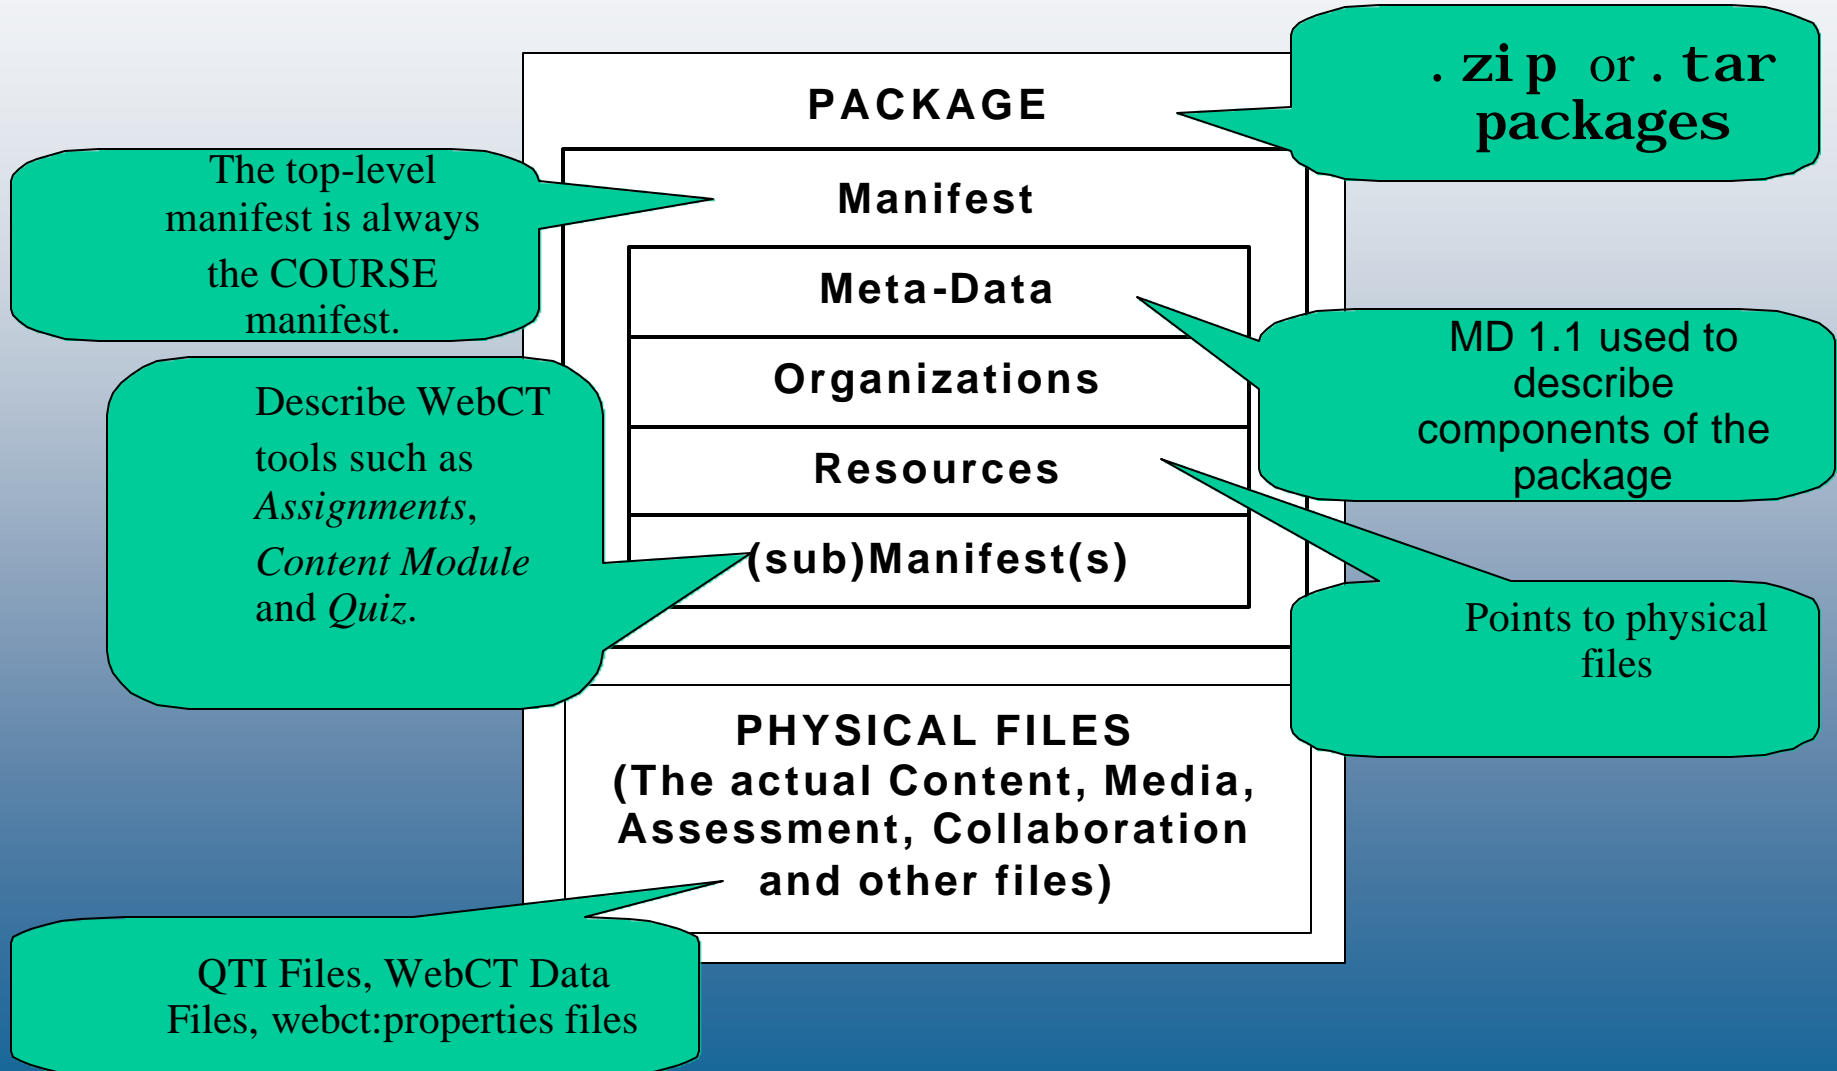 .zip or .tar
packages
PACKAGE
The top-level
manifest is always
the COURSE
manifest.
Manifest
Meta-Data
MD 1.1 used to
describe
components of the
package
Organizations
Describe WebCT
tools such as
Assignments,
Content Module
and Quiz.
Resources
(sub)Manifest(s)
Points to physical
files
PHYSICAL FILES
(The actual Content, Media,
Assessment, Collaboration
and other files)
QTI Files, WebCT Data
Files, webct:properties files